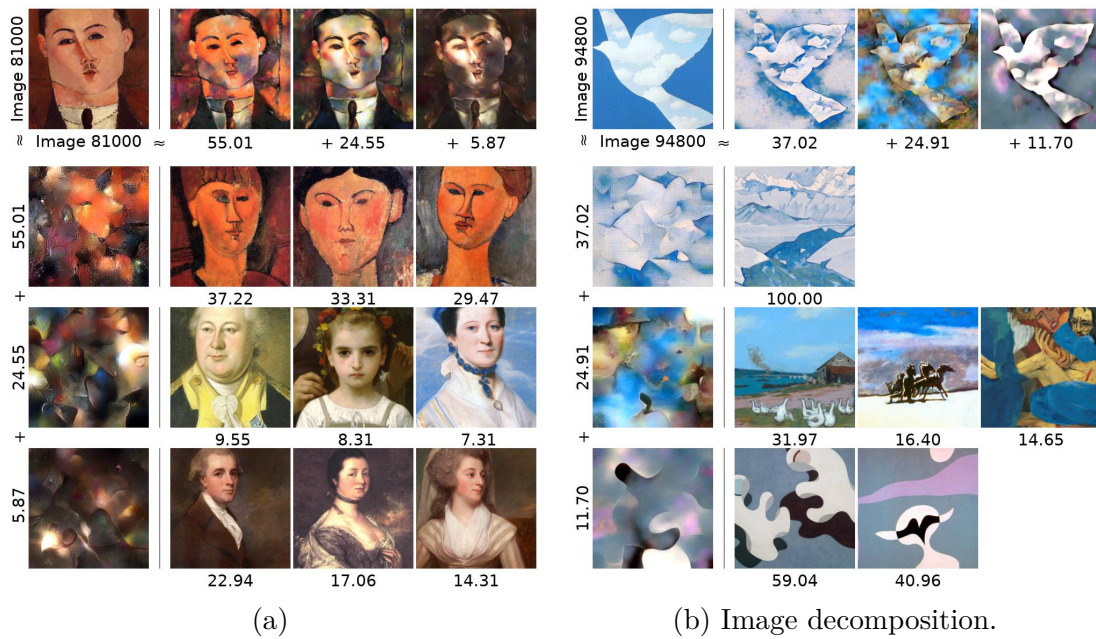 Image 81000
≈
Image 81000 ≈ 55.01 + 24.55 + 5.87
55.01
37.22 33.31 29.47
+
24.55
9.55 8.31 7.31
+
5.87
22.94 17.06 14.31
(a)
Image 94800
≈
Image 94800 ≈ 37.02 + 24.91 + 11.70
37.02
100.00
+
24.91
31.97 16.40 14.65
+
11.70
59.04 40.96
(b) Image decomposition.